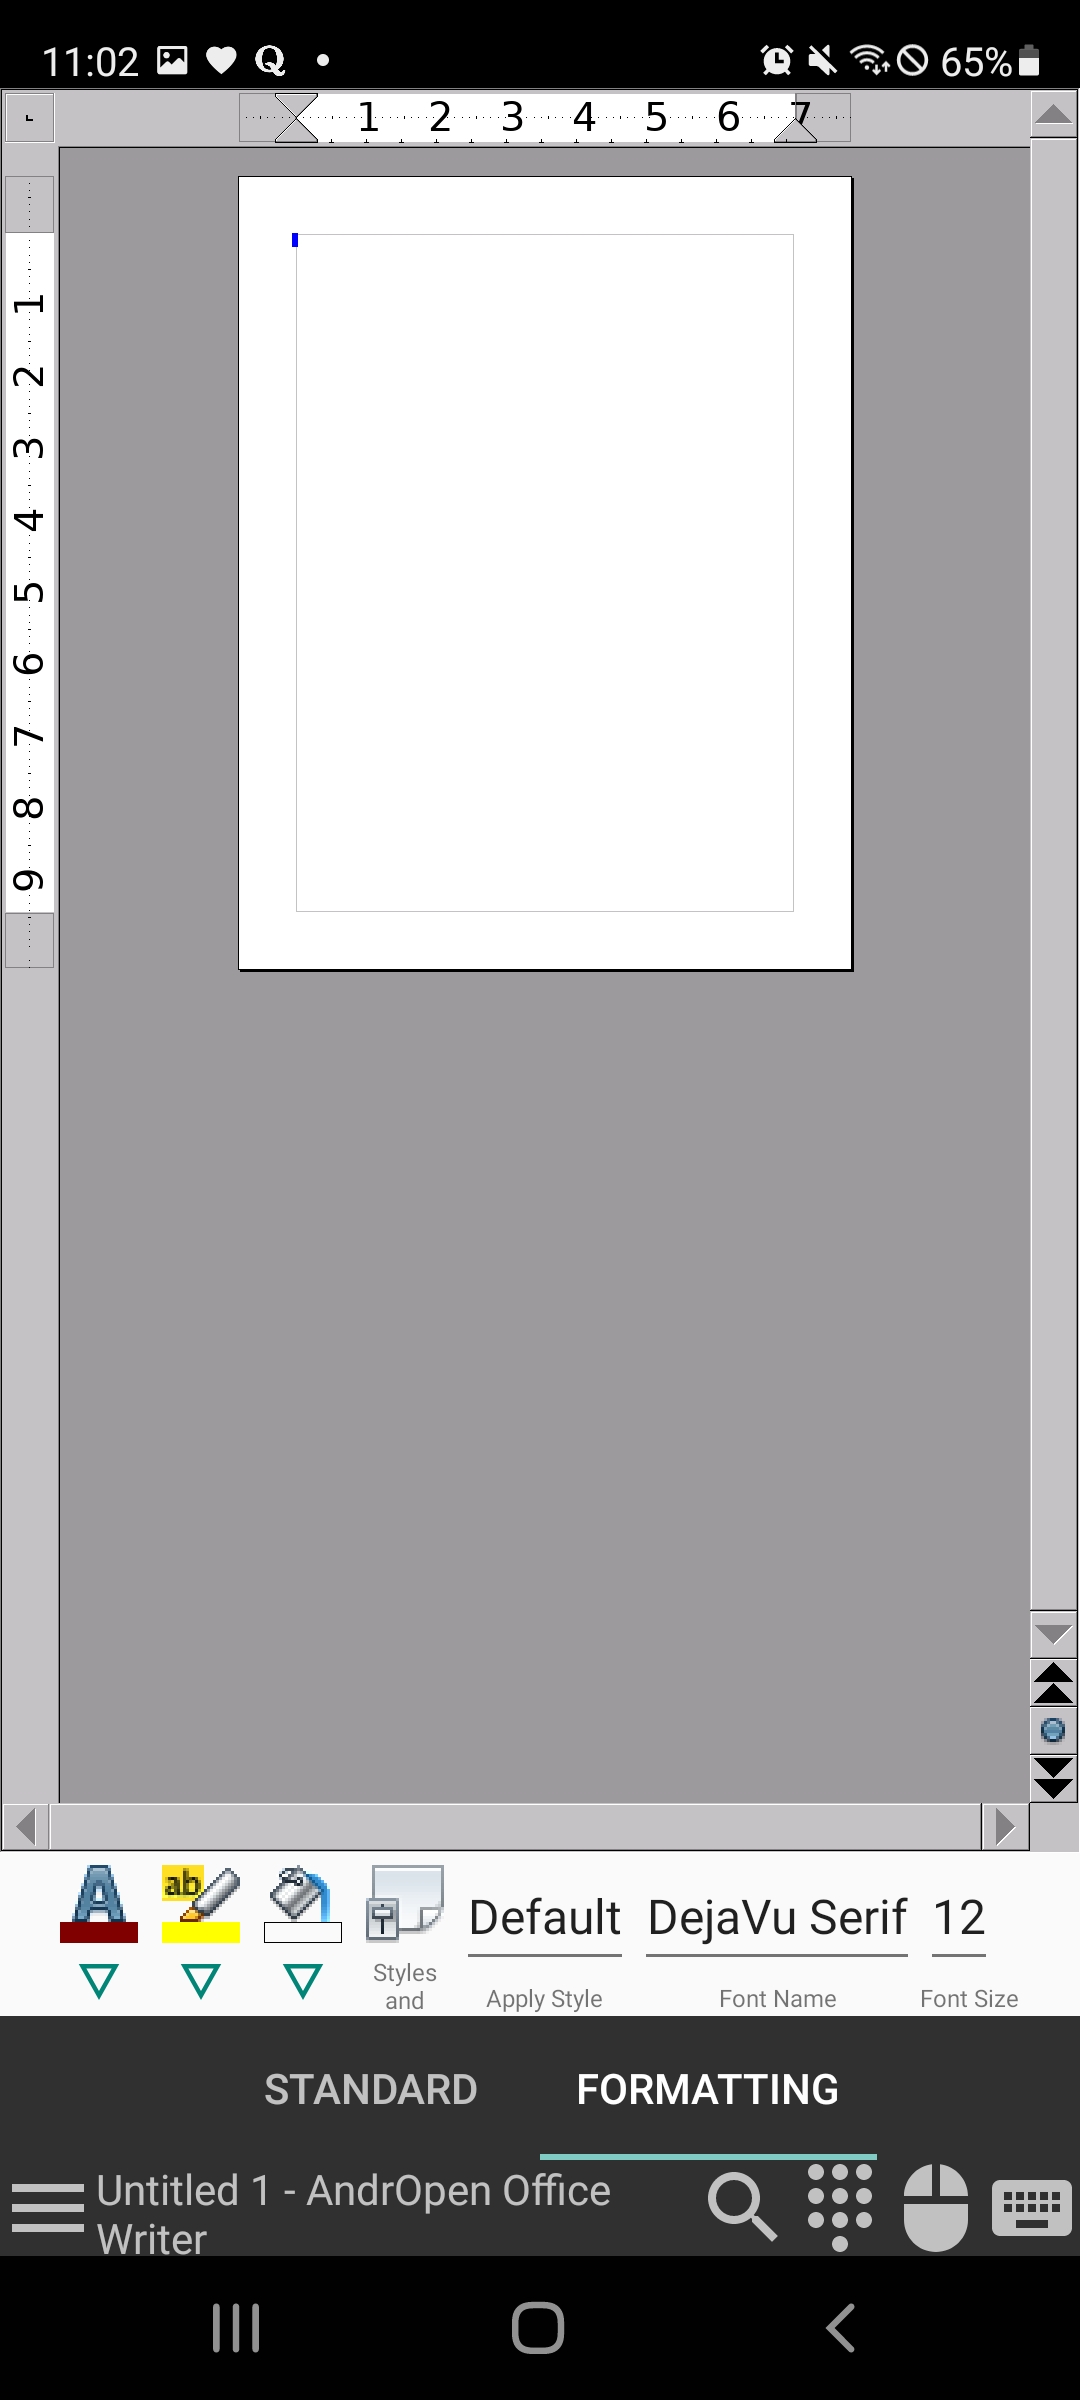 11:02 65%
1 2 3 4 5 6 7
1
2
3
4
5
6
7
8
9
A ab
Default DejaVu Serif 12
Styles and Apply Style Font Name Font Size
STANDARD FORMATTING
Untitled 1 - AndrOpen Office
Writer